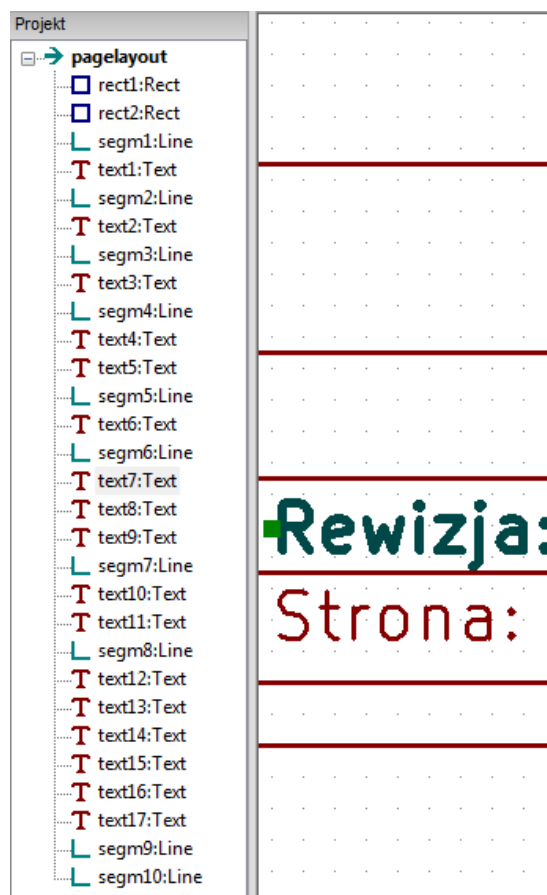 Projekt
pagelayout
rect1:Rect
rect2:Rect
segm1:Line
text1:Text
segm2:Line
text2:Text
segm3:Line
text3:Text
segm4:Line
text4:Text
text5:Text
segm5:Line
text6:Text
segm6:Line
text7:Text
text8:Text
text9:Text
segm7:Line
text10:Text
text11:Text
segm8:Line
text12:Text
text13:Text
text14:Text
text15:Text
text16:Text
text17:Text
segm9:Line
segm10:Line
Rewizja:
Strona: